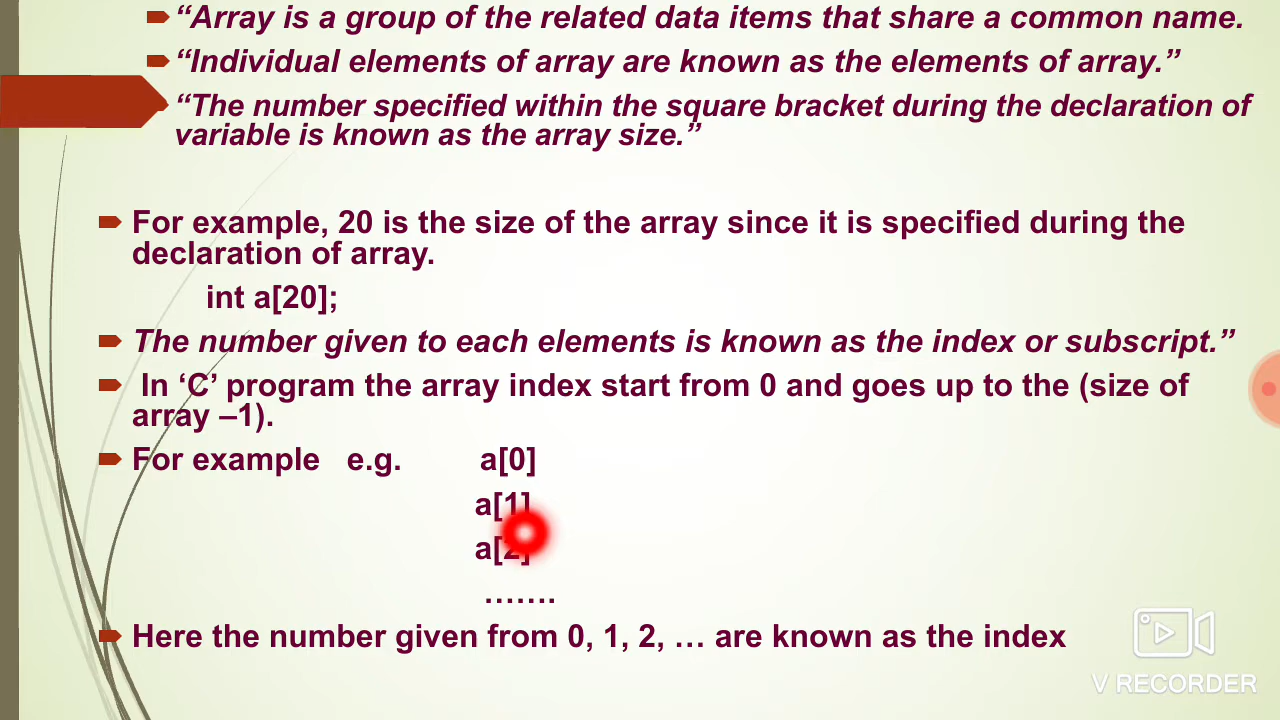 “Array is a group of the related data items that share a common name.
“Individual elements of array are known as the elements of array.”
“The number specified within the square bracket during the declaration of
variable is known as the array size.”
For example, 20 is the size of the array since it is specified during the
declaration of array.
int a[20];
The number given to each elements is known as the index or subscript.”
In ‘C’ program the array index start from 0 and goes up to the (size of
array –1).
For example e.g. a[0]
a[1]
a[2]
…….
Here the number given from 0, 1, 2, … are known as the index
V RECORDER